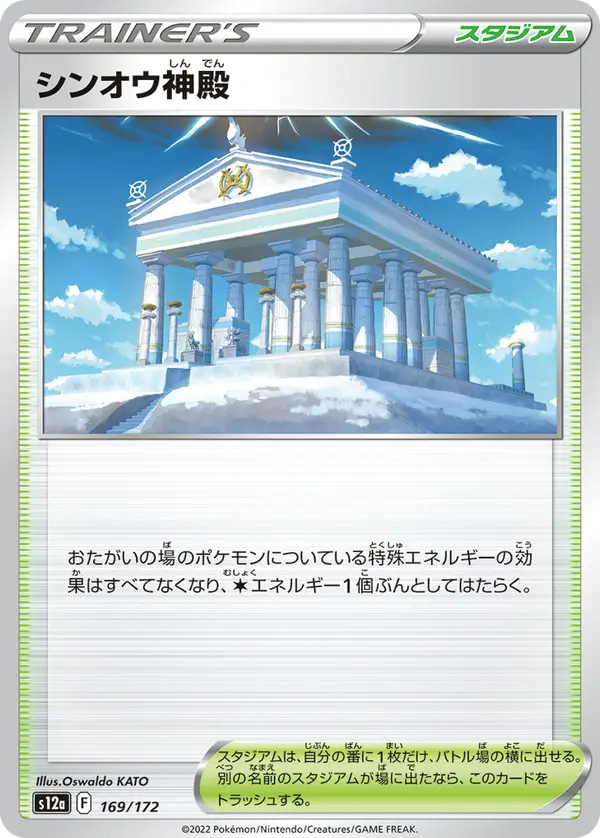 TRAINER'S
スタジアム
シンオウ神殿
おたがいの場のポケモンについている特殊エネルギーの効
果はすべてなくなり、エネルギー1個ぶんとしてはたらく。
スタジアムは、自分の番に1枚だけ、バトル場の横に出せる。
別の名前のスタジアムが場に出たなら、このカードを
トラッシュする。
Illus.Oswaldo KATO
s12a F 169/172
©2022 Pokémon/Nintendo/Creatures/GAME FREAK.